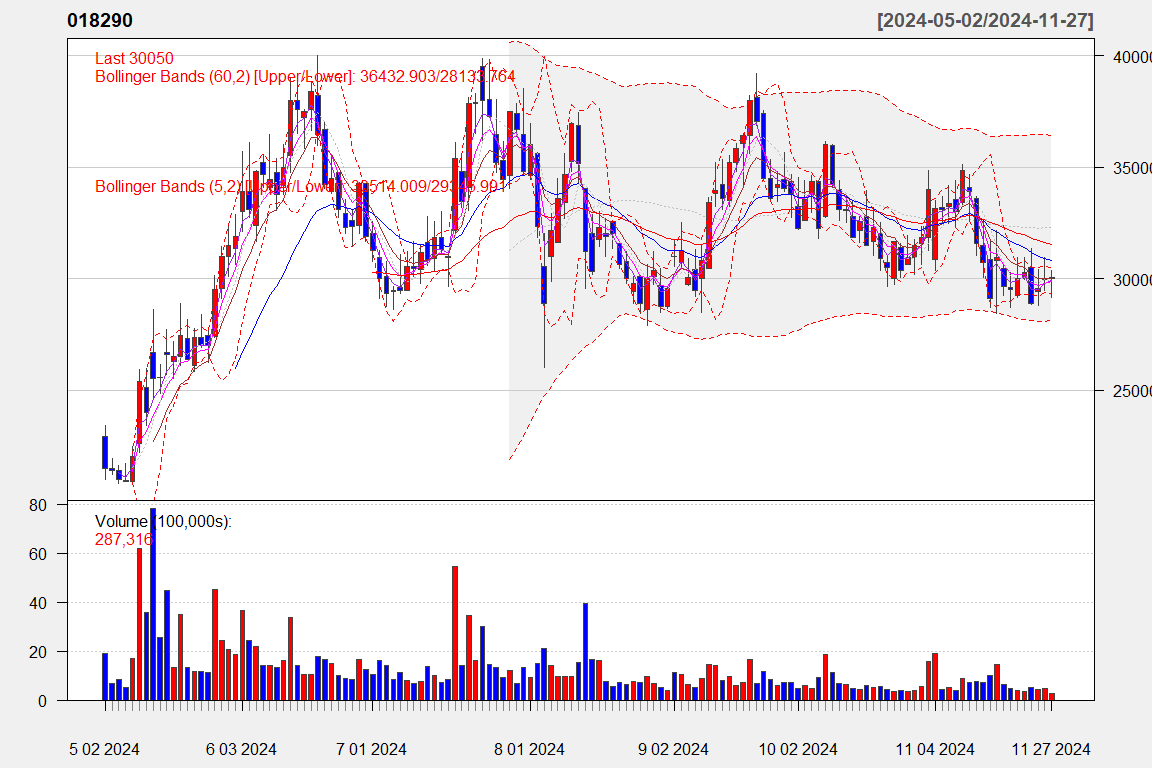 018290 [2024-05-02/2024-11-27]
Last 30050
Bollinger Bands (60,2) [Upper/Lower]: 36432.903/28133.764
Bollinger Bands (5,2) [Upper/Lower]:
40000
35000
30000
25000
Volume (100,000s):
287,316
80
60
40
20
0
5 02 2024 6 03 2024 7 01 2024 8 01 2024 9 02 2024 10 02 2024 11 04 2024 11 27 2024